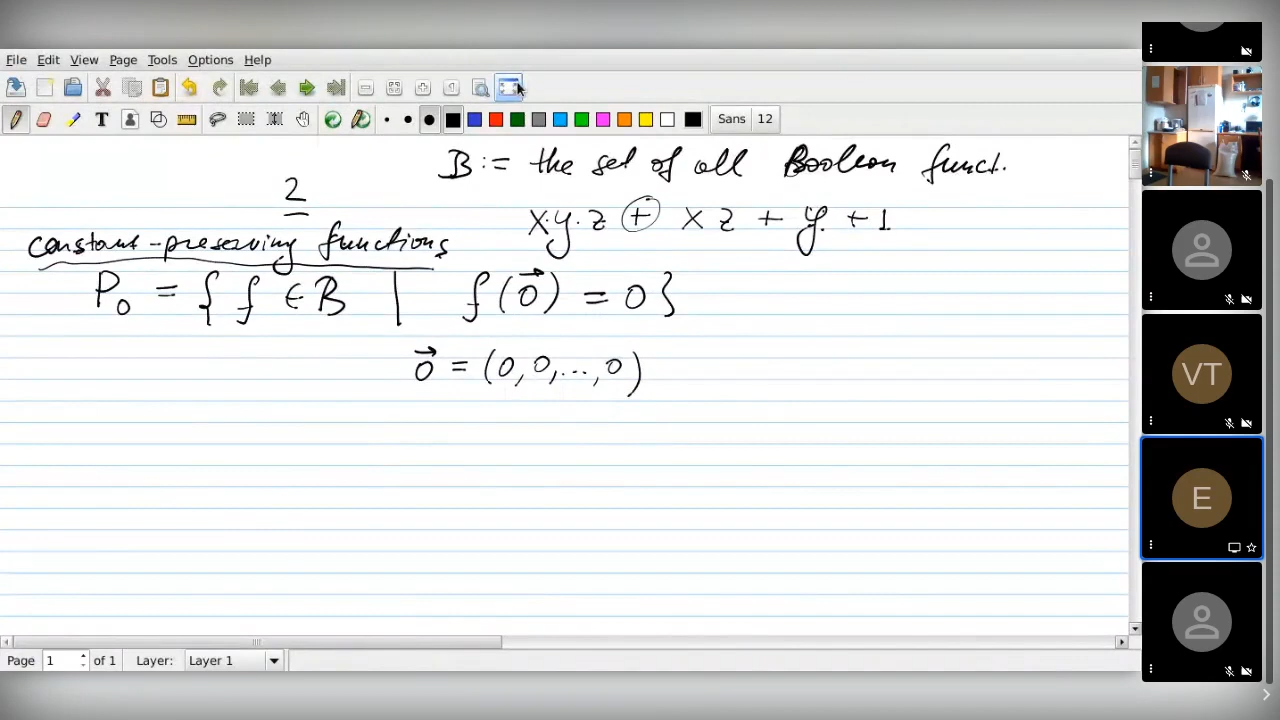 File Edit View Page Tools Options Help
Sans 12
B := the set of all Boolean funct.
2
x·y·z ⊕ xz + y + 1
constant-preserving functions
P₀ = { f ∈ B | f(0⃗) = 0}
0⃗ = (0,0,...,0)
VT
E
Page 1 of 1 Layer: Layer 1